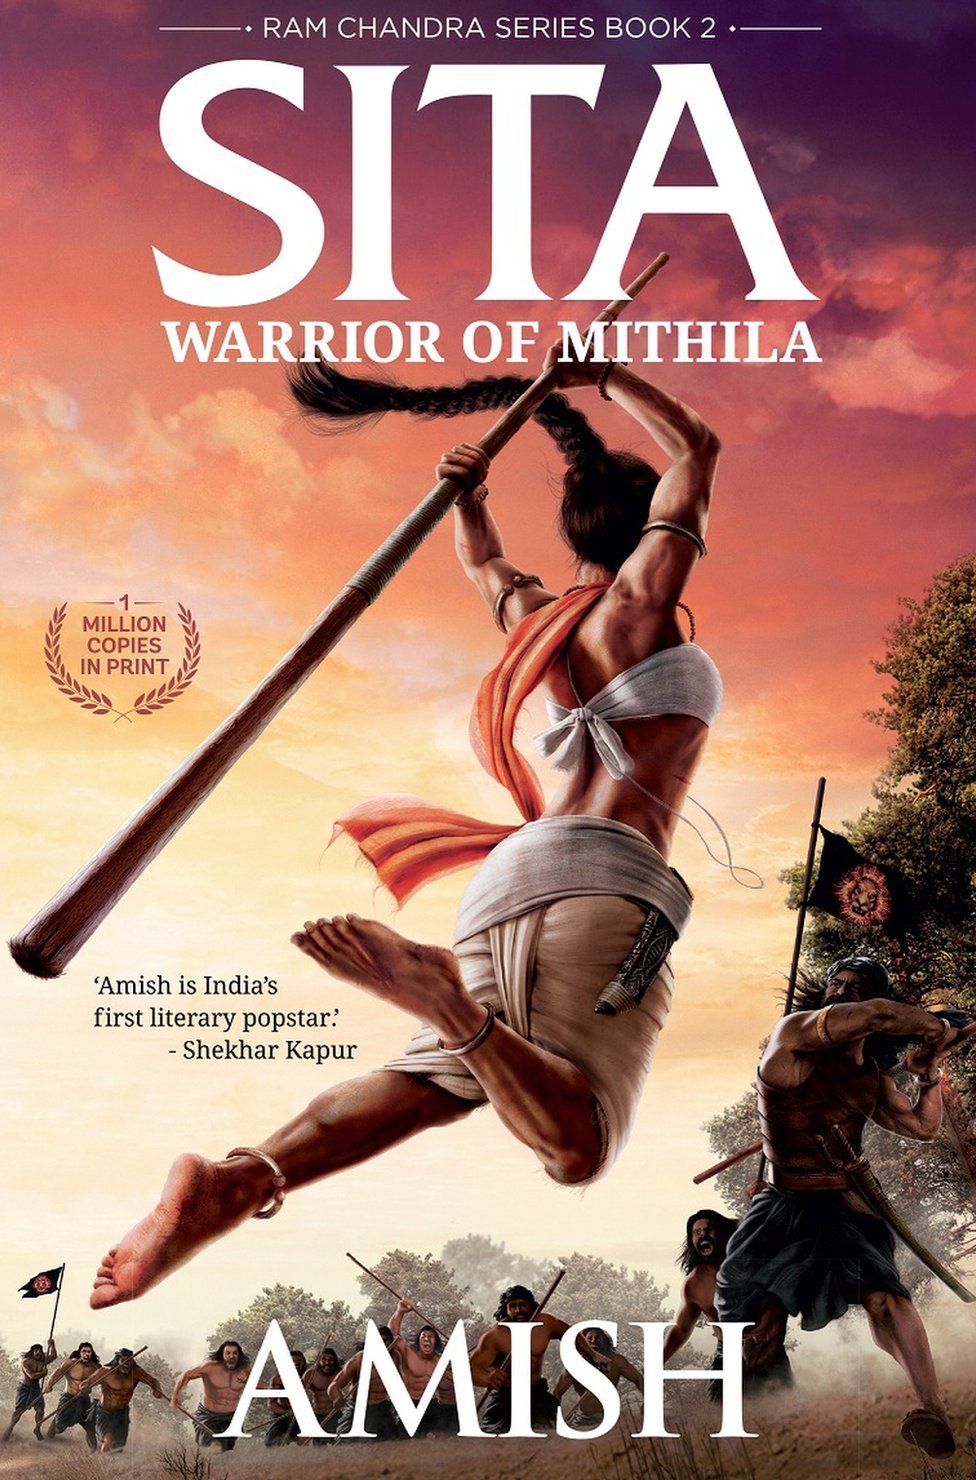 RAM CHANDRA SERIES BOOK 2
SITA
WARRIOR OF MITHILA
1
MILLION
COPIES
IN PRINT
‘Amish is India’s
first literary popstar.’
- Shekhar Kapur
AMISH